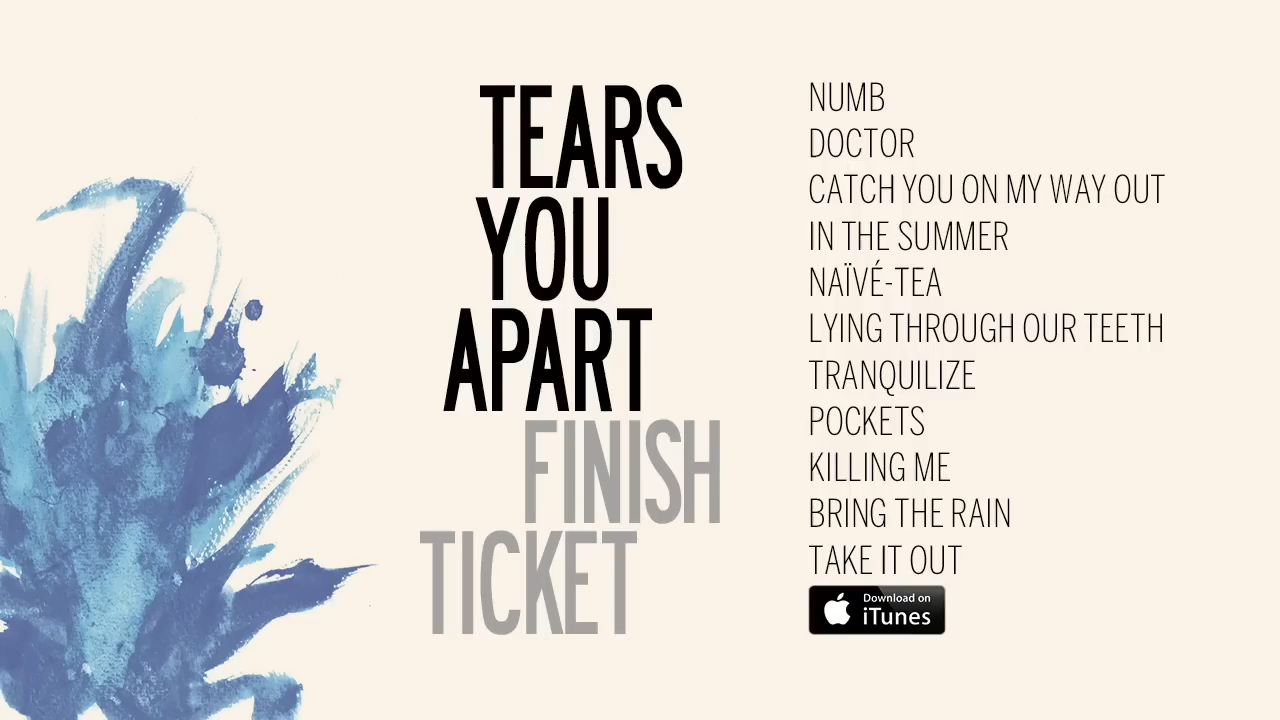 TEARS
YOU
APART
FINISH
TICKET
NUMB
DOCTOR
CATCH YOU ON MY WAY OUT
IN THE SUMMER
NAÏVÉ-TEA
LYING THROUGH OUR TEETH
TRANQUILIZE
POCKETS
KILLING ME
BRING THE RAIN
TAKE IT OUT
Download on
iTunes